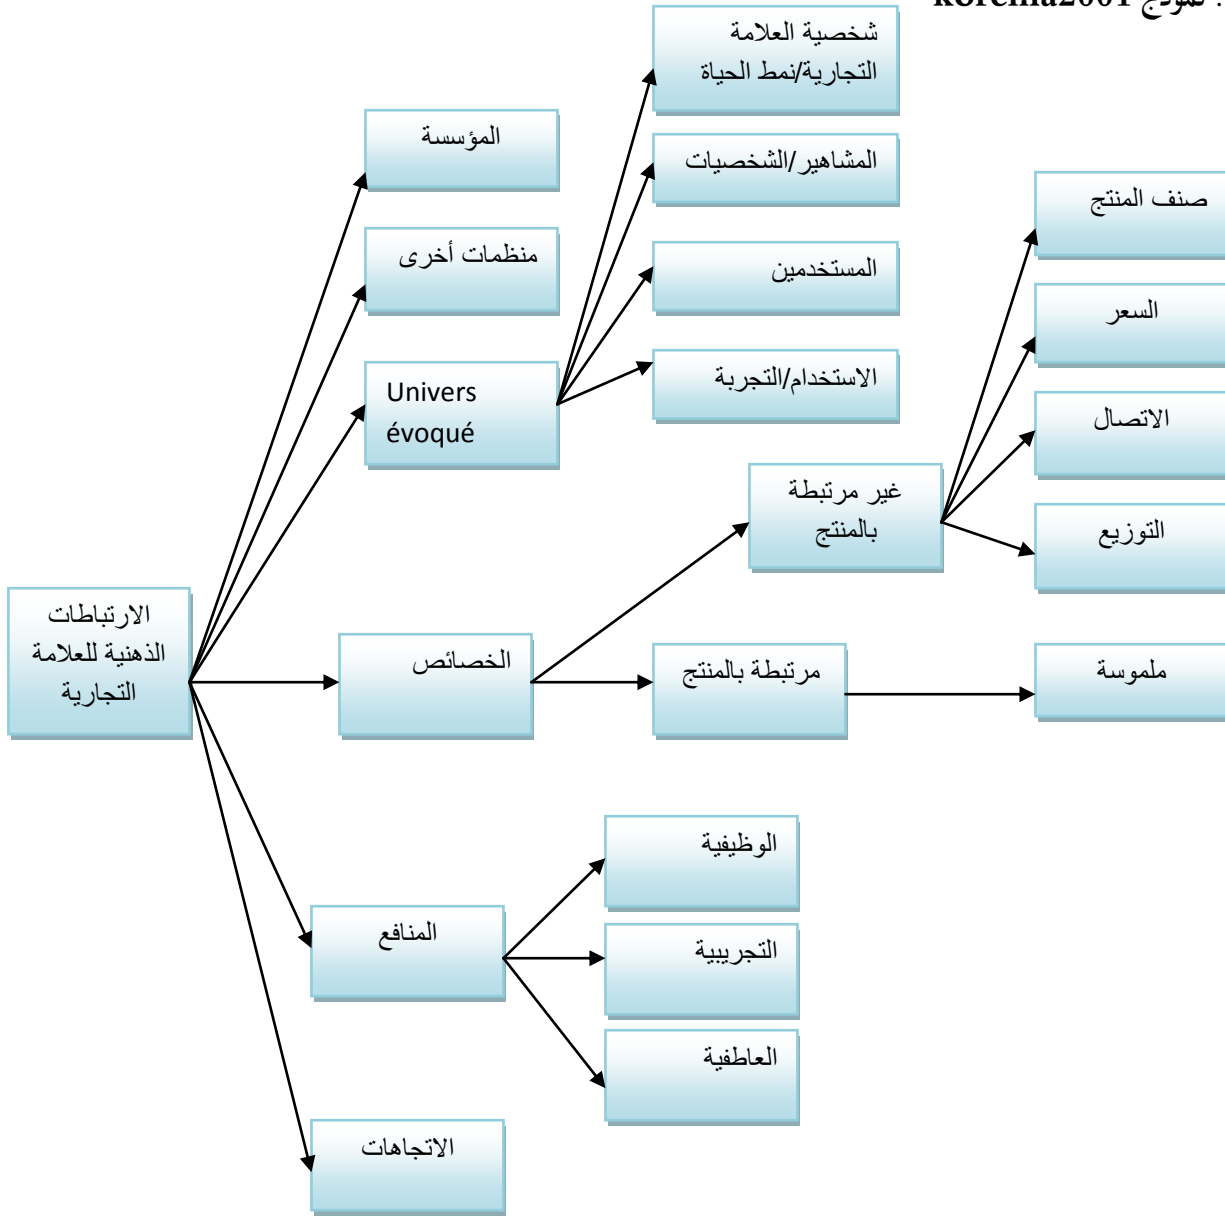 : نموذج korchia2001
شخصية العلامة
التجارية/نمط الحياة
المؤسسة
المشاهير/الشخصيات
صنف المنتج
منظمات أخرى
المستخدمين
السعر
Univers
évoqué
الاستخدام/التجربة
الاتصال
غير مرتبطة
بالمنتج
التوزيع
الارتباطات
الذهنية للعلامة
التجارية
الخصائص
مرتبطة بالمنتج
ملموسة
الوظيفية
المنافع
التجريبية
العاطفية
الاتجاهات